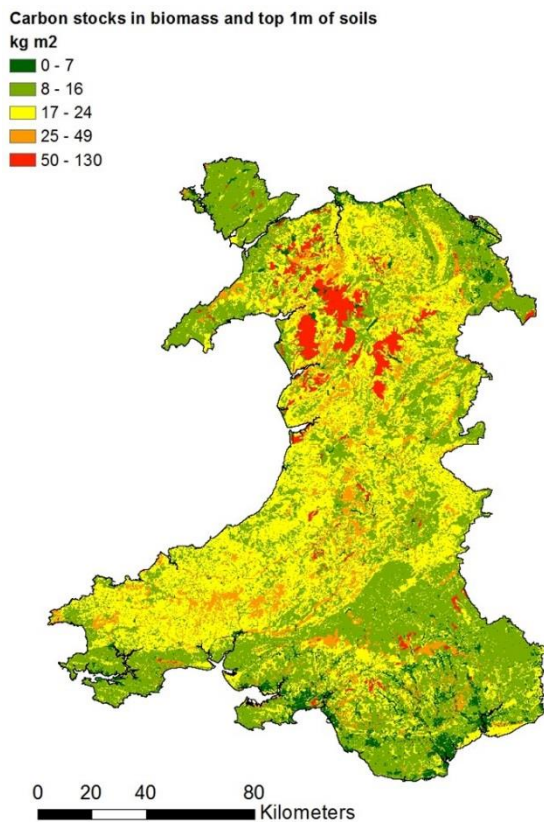 Carbon stocks in biomass and top 1m of soils
kg m2
0 - 7
8 - 16
17 - 24
25 - 49
50 - 130
0 20 40 80
Kilometers